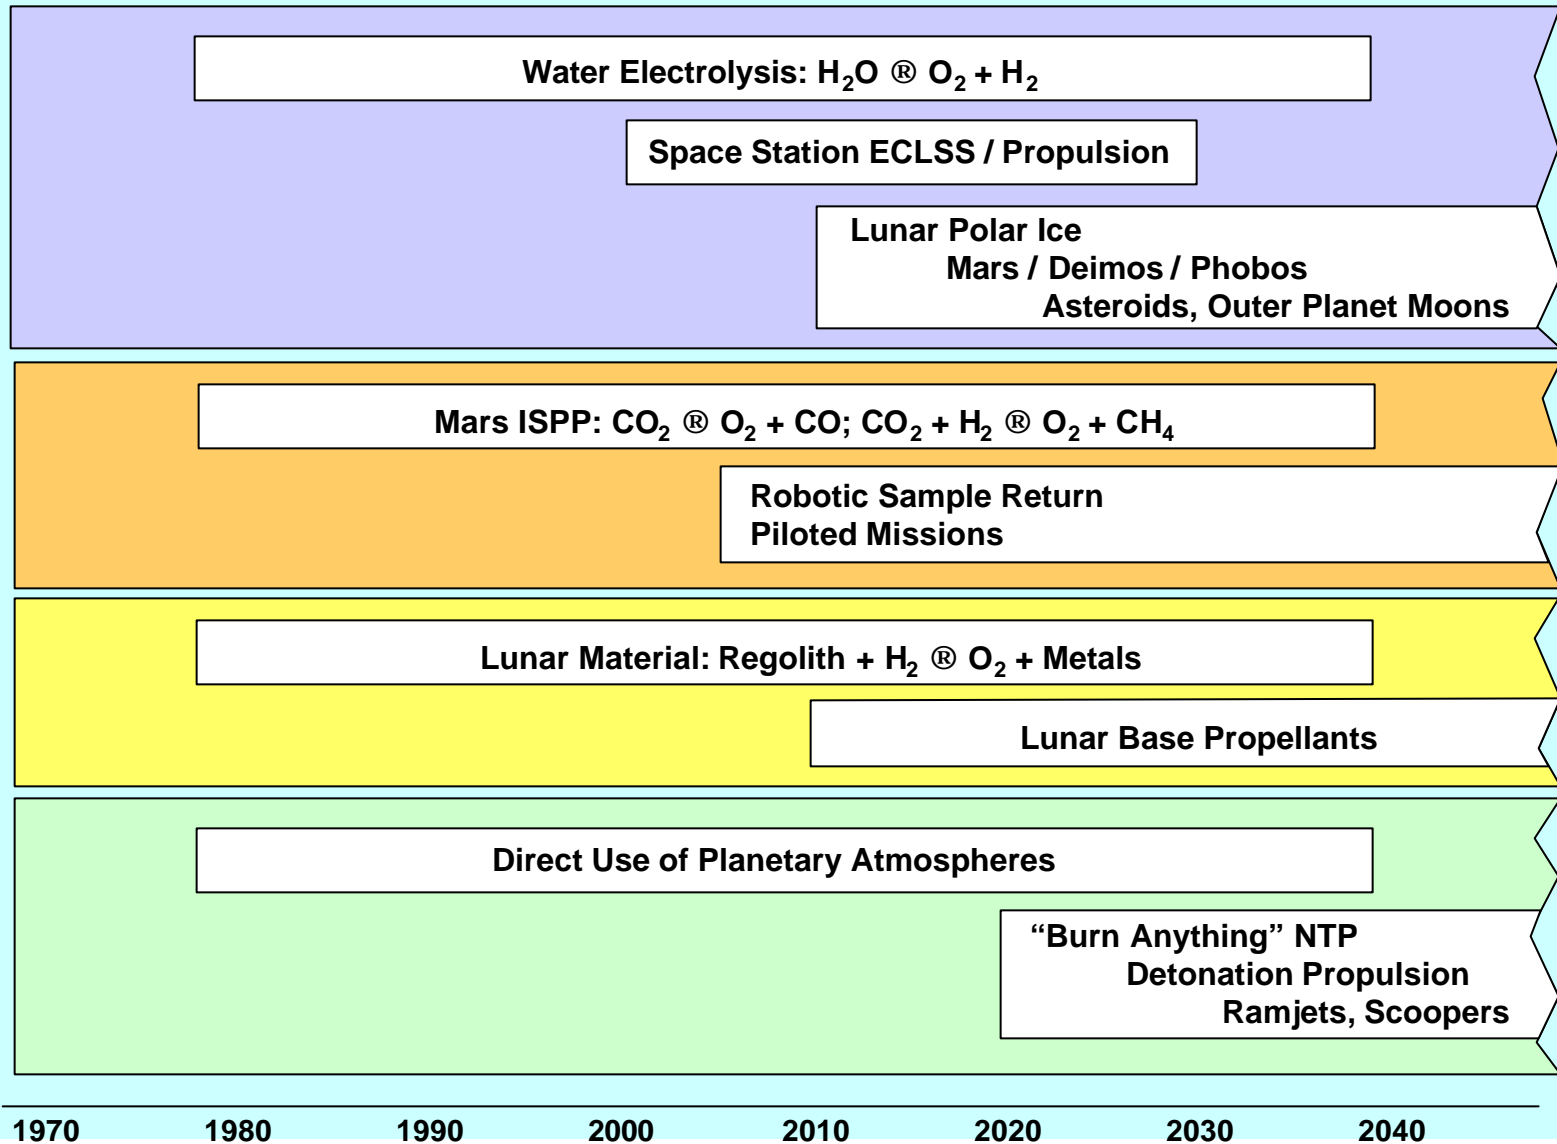 Water Electrolysis: H₂O ® O₂ + H₂
Space Station ECLSS / Propulsion
Lunar Polar Ice
Mars / Deimos / Phobos
Asteroids, Outer Planet Moons
Mars ISPP: CO₂ ® O₂ + CO; CO₂ + H₂ ® O₂ + CH₄
Robotic Sample Return
Piloted Missions
Lunar Material: Regolith + H₂ ® O₂ + Metals
Lunar Base Propellants
Direct Use of Planetary Atmospheres
“Burn Anything” NTP
Detonation Propulsion
Ramjets, Scoopers
1970 1980 1990 2000 2010 2020 2030 2040